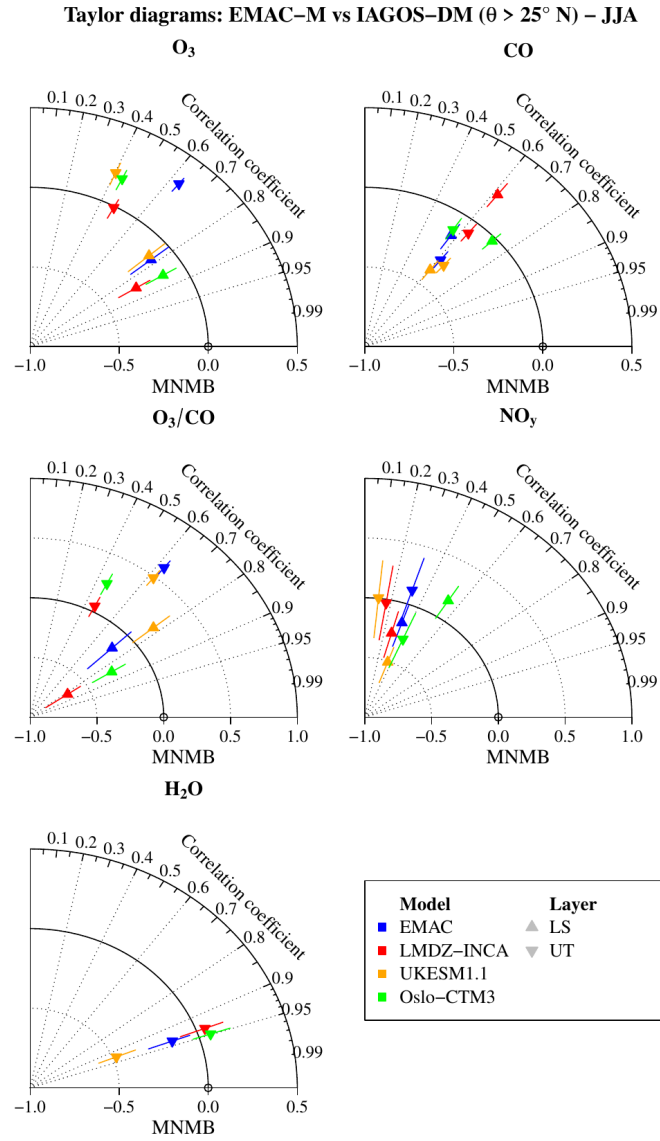 Taylor diagrams: EMAC−M vs IAGOS−DM (θ > 25° N) − JJA
O₃
CO
0.1 0.2 0.3 0.4 0.5 0.6 0.7 0.8 0.9 0.95 0.99
Correlation coefficient
0.1 0.2 0.3 0.4 0.5 0.6 0.7 0.8 0.9 0.95 0.99
Correlation coefficient
−1.0 −0.5 0.0 0.5
−1.0 −0.5 0.0 0.5
MNMB
MNMB
O₃/CO
NOy
0.1 0.2 0.3 0.4 0.5 0.6 0.7 0.8 0.9 0.95 0.99
Correlation coefficient
0.1 0.2 0.3 0.4 0.5 0.6 0.7 0.8 0.9 0.95 0.99
Correlation coefficient
−1.0 −0.5 0.0 0.5 1.0
−1.0 −0.5 0.0 0.5 1.0
MNMB
MNMB
H₂O
0.1 0.2 0.3 0.4 0.5 0.6 0.7 0.8 0.9 0.95 0.99
Correlation coefficient
−1.0 −0.5 0.0 0.5
MNMB
Model Layer
EMAC LS
LMDZ−INCA UT
UKESM1.1
Oslo−CTM3